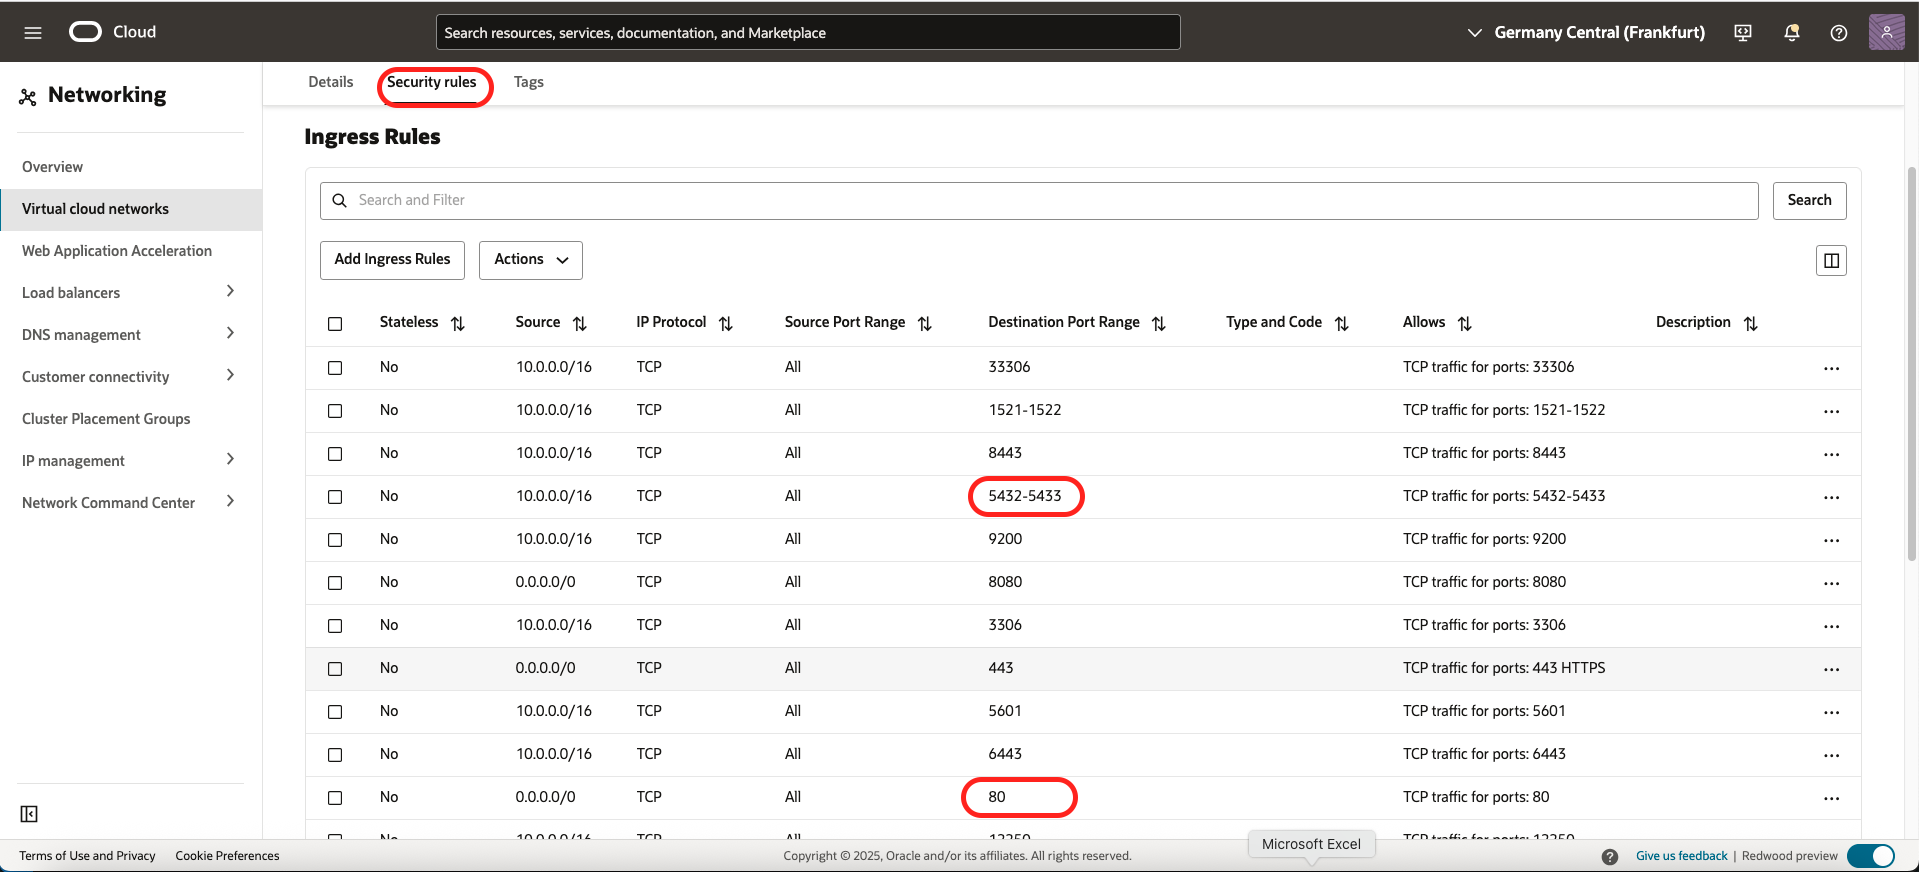 Cloud
Search resources, services, documentation, and Marketplace
Germany Central (Frankfurt)
Networking
Overview
Virtual cloud networks
Web Application Acceleration
Load balancers
DNS management
Customer connectivity
Cluster Placement Groups
IP management
Network Command Center
Details Security rules Tags
Ingress Rules
Search and Filter
Search
Add Ingress Rules Actions
Stateless Source IP Protocol Source Port Range Destination Port Range Type and Code Allows Description
No 10.0.0.0/16 TCP All 33306 TCP traffic for ports: 33306
No 10.0.0.0/16 TCP All 1521-1522 TCP traffic for ports: 1521-1522
No 10.0.0.0/16 TCP All 8443 TCP traffic for ports: 8443
No 10.0.0.0/16 TCP All 5432-5433 TCP traffic for ports: 5432-5433
No 10.0.0.0/16 TCP All 9200 TCP traffic for ports: 9200
No 0.0.0.0/0 TCP All 8080 TCP traffic for ports: 8080
No 10.0.0.0/16 TCP All 3306 TCP traffic for ports: 3306
No 0.0.0.0/0 TCP All 443 TCP traffic for ports: 443 HTTPS
No 10.0.0.0/16 TCP All 5601 TCP traffic for ports: 5601
No 10.0.0.0/16 TCP All 6443 TCP traffic for ports: 6443
No 0.0.0.0/0 TCP All 80 TCP traffic for ports: 80
No 10.0.0.0/16 TCP All TCP traffic for ports:
Microsoft Excel
Terms of Use and Privacy Cookie Preferences
Copyright © 2025, Oracle and/or its affiliates. All rights reserved.
Give us feedback | Redwood preview